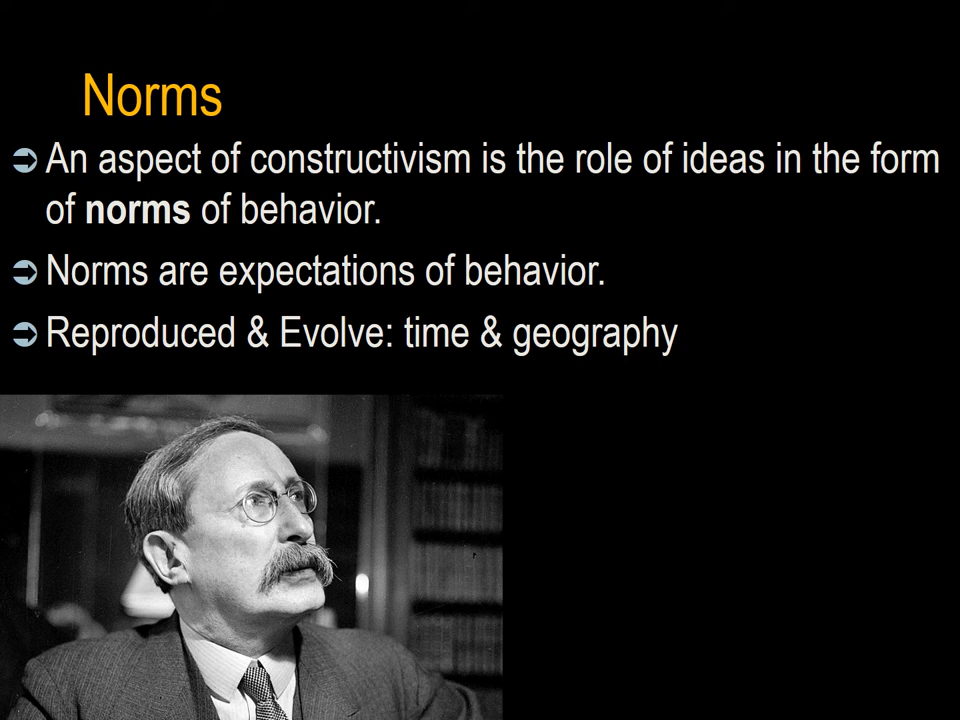 Norms
An aspect of constructivism is the role of ideas in the form
of norms of behavior.
Norms are expectations of behavior.
Reproduced & Evolve: time & geography